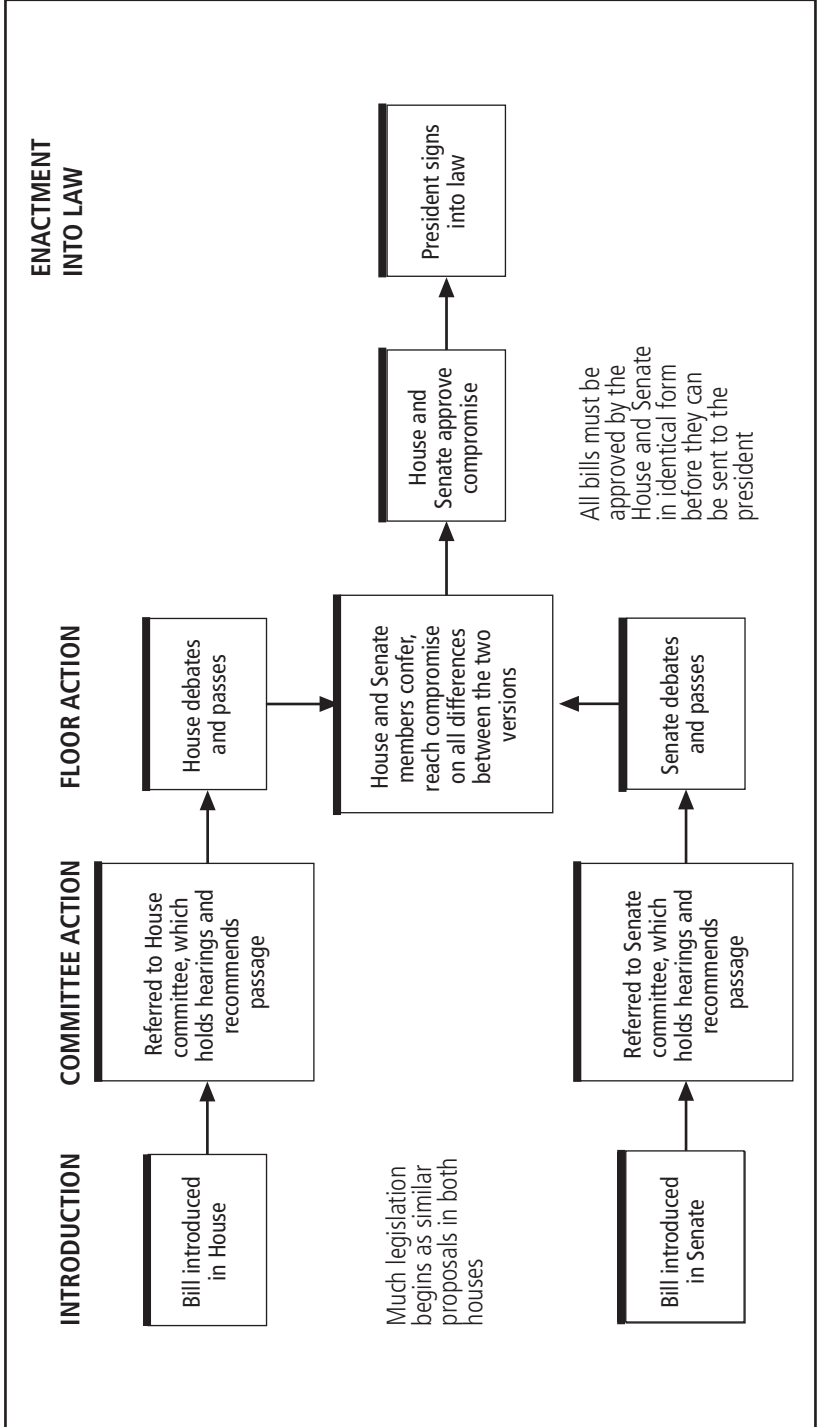 INTRODUCTION
COMMITTEE ACTION
FLOOR ACTION
ENACTMENT
INTO LAW
Bill introduced
in House
Referred to House
committee, which
holds hearings and
recommends
passage
House debates
and passes
Much legislation
begins as similar
proposals in both
houses
House and Senate
members confer,
reach compromise
on all differences
between the two
versions
House and
Senate approve
compromise
President signs
into law
All bills must be
approved by the
House and Senate
in identical form
before they can
be sent to the
president
Bill introduced
in Senate
Referred to Senate
committee, which
holds hearings and
recommends
passage
Senate debates
and passes